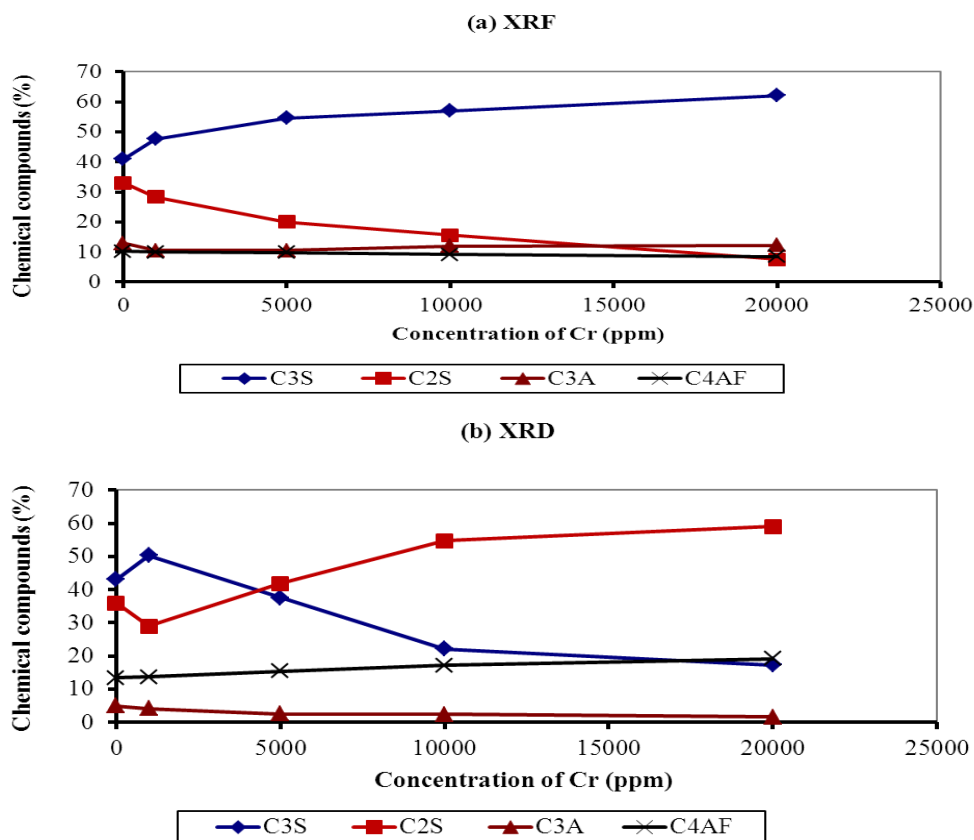 (a) XRF
Chemical compounds (%)
70
60
50
40
30
20
10
0
0 5000 10000 15000 20000 25000
Concentration of Cr (ppm)
C3S C2S C3A C4AF
(b) XRD
Chemical compounds (%)
70
60
50
40
30
20
10
0
0 5000 10000 15000 20000 25000
Concentration of Cr (ppm)
C3S C2S C3A C4AF